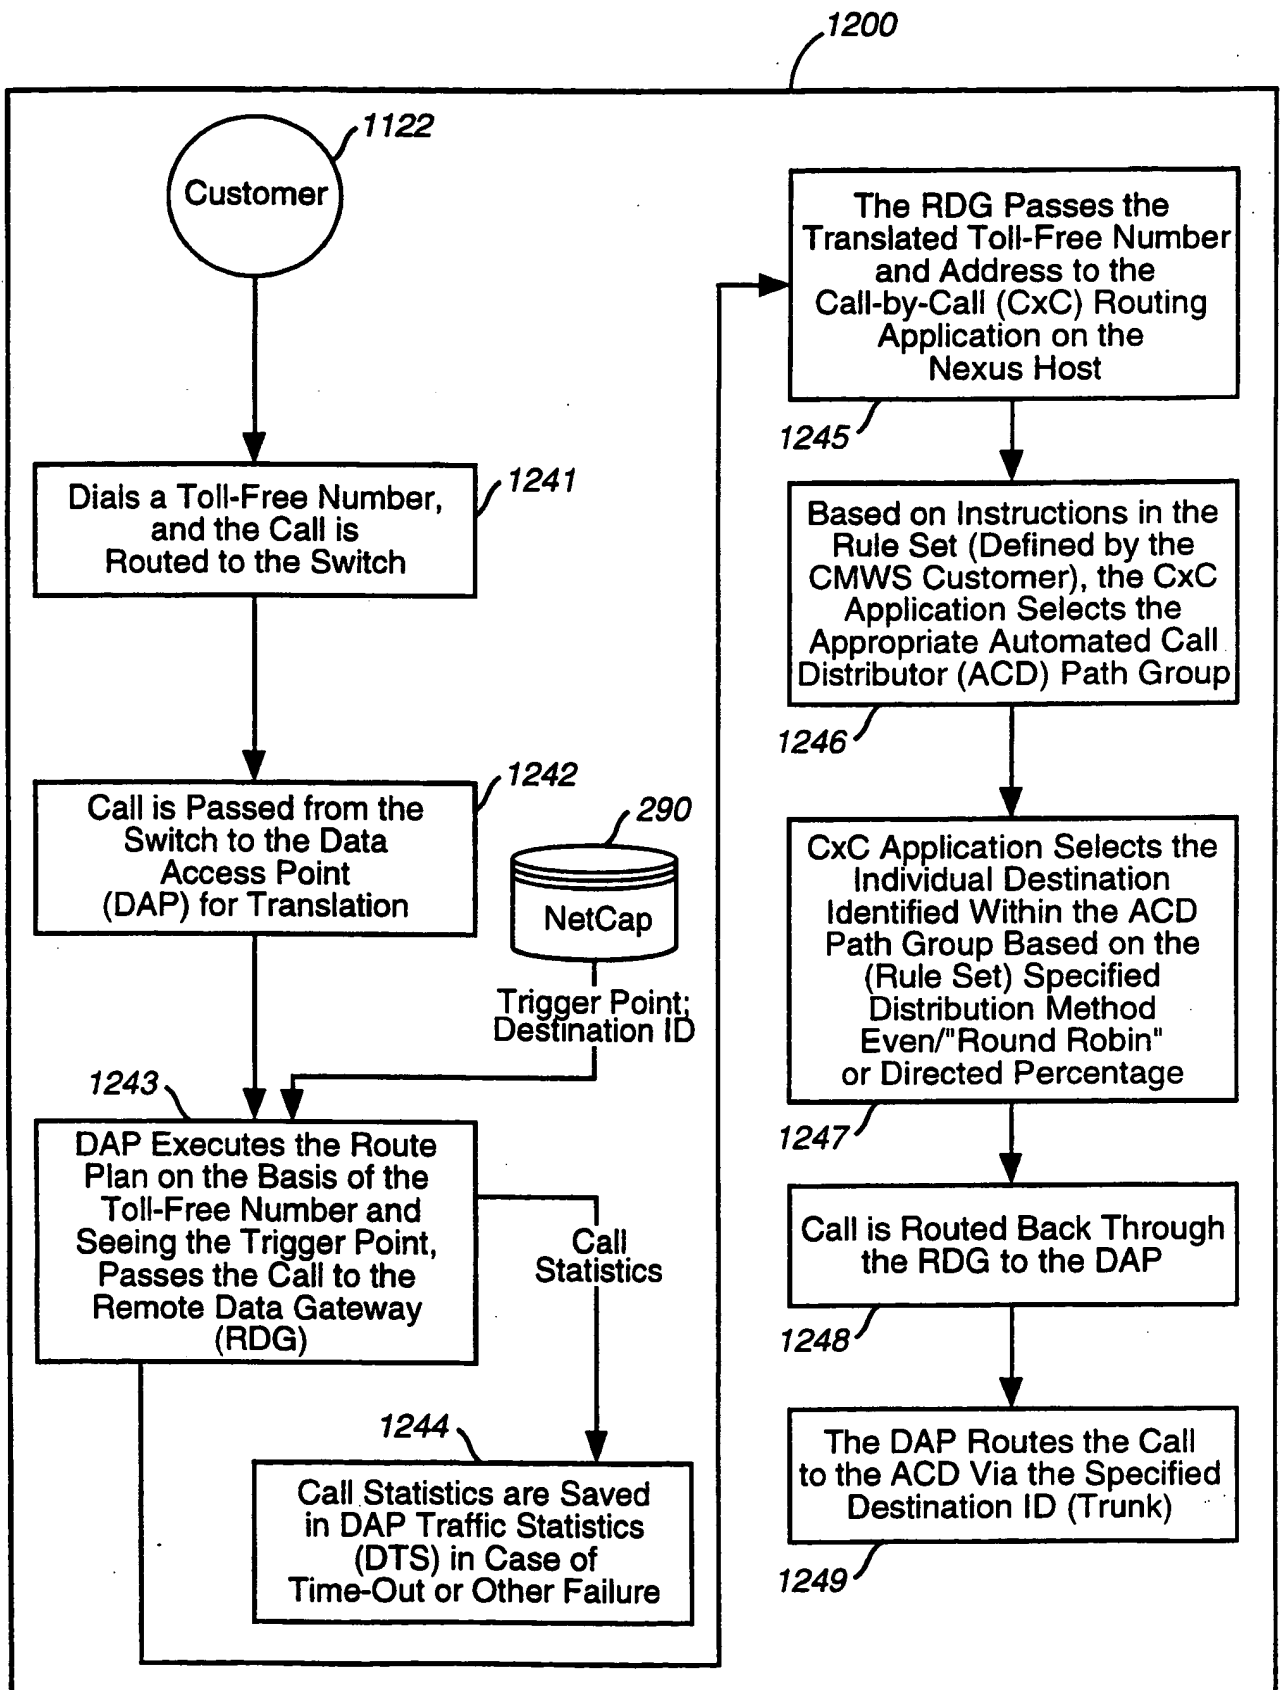 1200
1122
Customer
1241
Dials a Toll-Free Number,
and the Call is
Routed to the Switch
1242
Call is Passed from the
Switch to the Data
Access Point
(DAP) for Translation
290
NetCap
Trigger Point;
Destination ID
1243
DAP Executes the Route
Plan on the Basis of the
Toll-Free Number and
Seeing the Trigger Point,
Passes the Call to the
Remote Data Gateway
(RDG)
Call
Statistics
1244
Call Statistics are Saved
in DAP Traffic Statistics
(DTS) in Case of
Time-Out or Other Failure
The RDG Passes the
Translated Toll-Free Number
and Address to the
Call-by-Call (CxC) Routing
Application on the
Nexus Host
1245
Based on Instructions in the
Rule Set (Defined by the
CMWS Customer), the CxC
Application Selects the
Appropriate Automated Call
Distributor (ACD) Path Group
1246
CxC Application Selects the
Individual Destination
Identified Within the ACD
Path Group Based on the
(Rule Set) Specified
Distribution Method
Even/"Round Robin"
or Directed Percentage
1247
Call is Routed Back Through
the RDG to the DAP
1248
The DAP Routes the Call
to the ACD Via the Specified
Destination ID (Trunk)
1249